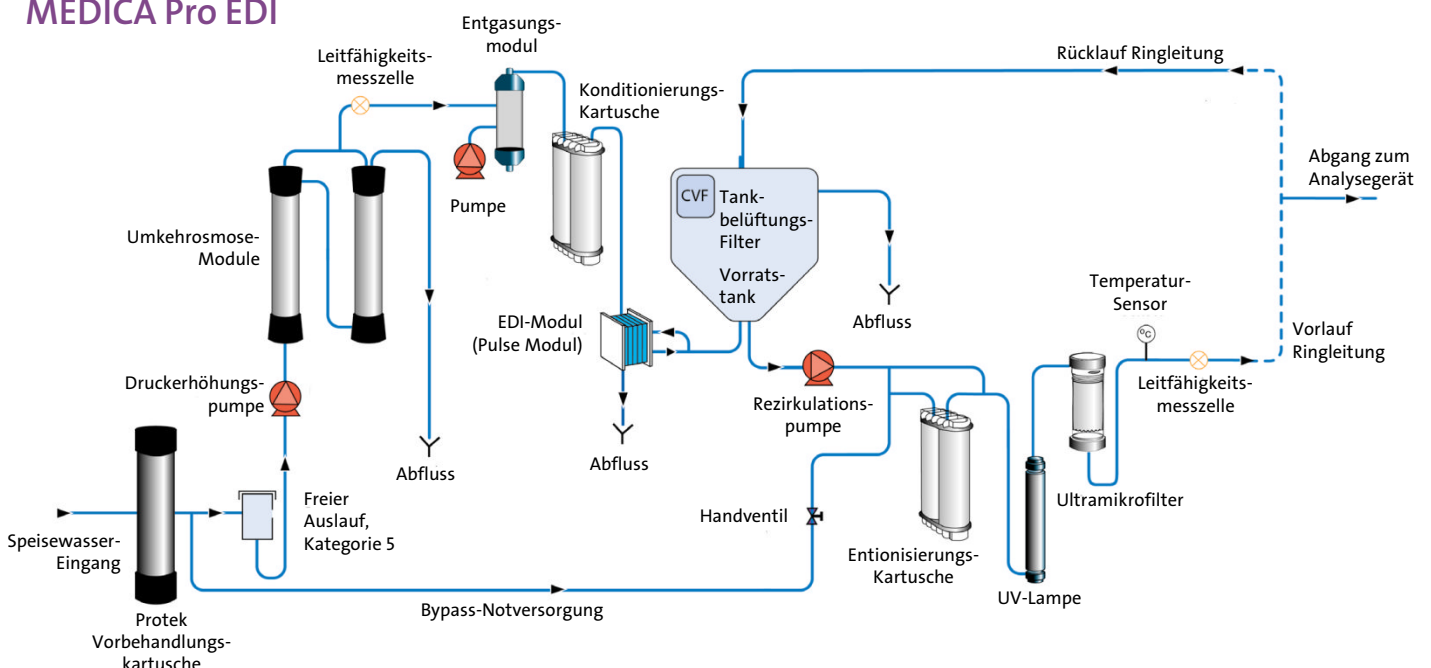 MEDICA Pro EDI
Entgasungs-
modul
Leitfähigkeits-
messzelle
Konditionierungs-
Kartusche
Pumpe
Umkehrosmose-
Module
Druckerhöhungs-
pumpe
Abfluss
Freier
Auslauf,
Kategorie 5
Speisewasser-
Eingang
Protek
Vorbehandlungs-
kartusche
Bypass-Notversorgung
EDI-Modul
(Pulse Modul)
Abfluss
CVF
Tank-
belüftungs-
Filter
Vorrats-
tank
Abfluss
Rezirkulations-
pumpe
Handventil
Entionisierungs-
Kartusche
UV-Lampe
Ultramikrofilter
Temperatur-
Sensor
°C
Leitfähigkeits-
messzelle
Vorlauf
Ringleitung
Abgang zum
Analysegerät
Rücklauf Ringleitung